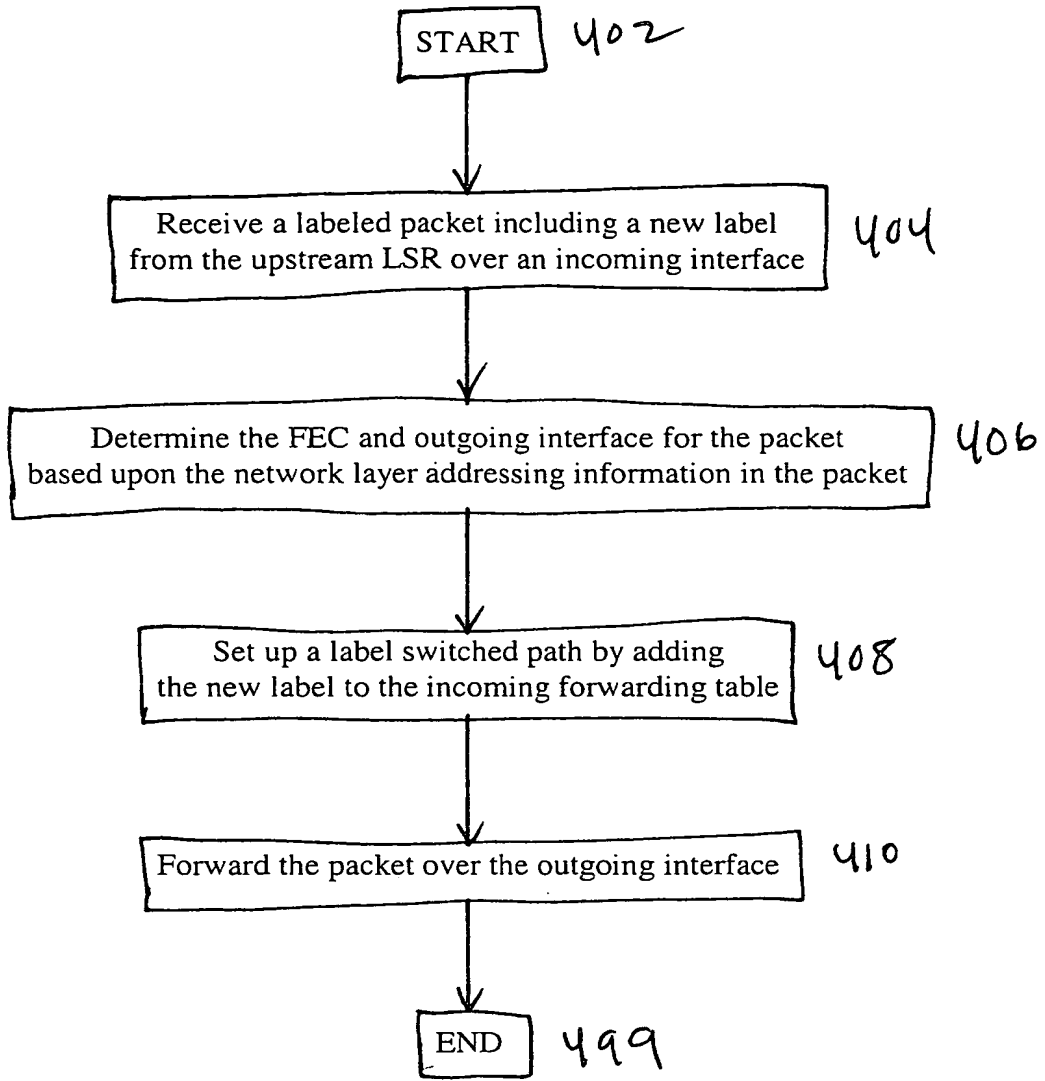 START 402
Receive a labeled packet including a new label
from the upstream LSR over an incoming interface
404
Determine the FEC and outgoing interface for the packet
based upon the network layer addressing information in the packet
406
Set up a label switched path by adding
the new label to the incoming forwarding table
408
Forward the packet over the outgoing interface 410
END 499